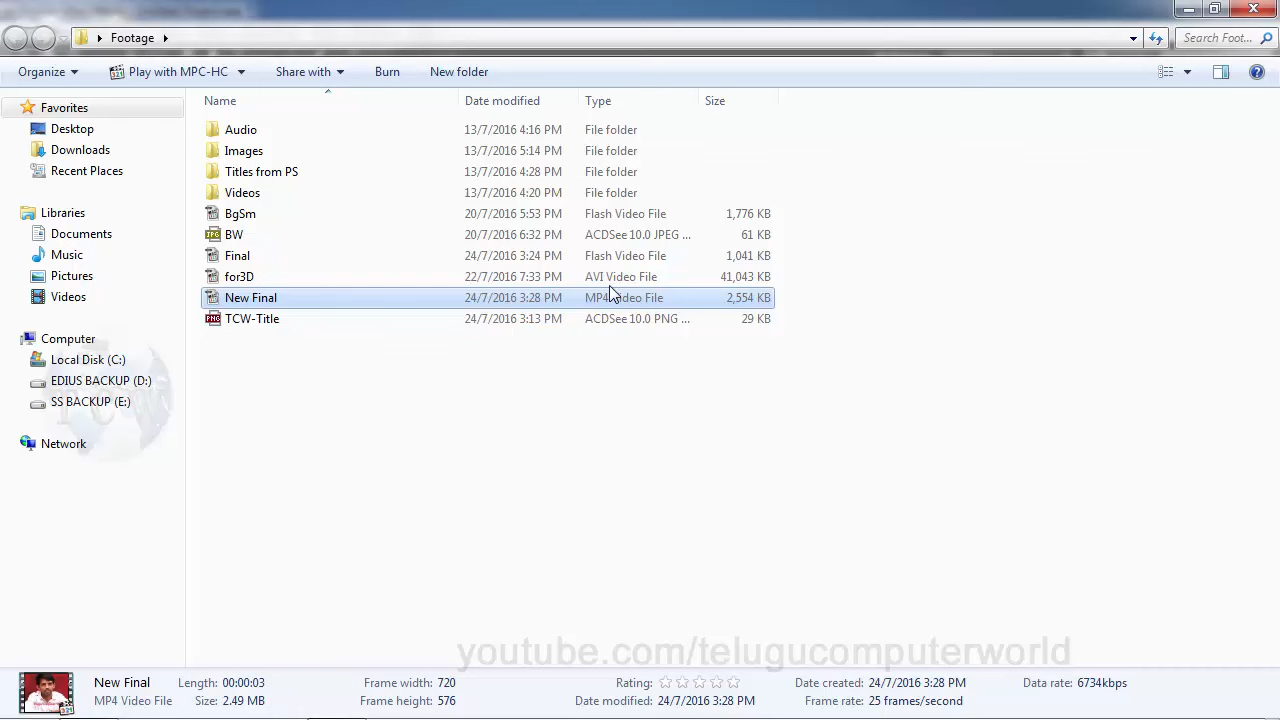 Footage
Search Foot...
Organize Play with MPC-HC Share with Burn New folder
Name Date modified Type Size
Favorites
Desktop
Downloads
Recent Places
Libraries
Documents
Music
Pictures
Videos
Computer
Local Disk (C:)
EDIUS BACKUP (D:)
SS BACKUP (E:)
Network
Audio 13/7/2016 4:16 PM File folder
Images 13/7/2016 5:14 PM File folder
Titles from PS 13/7/2016 4:28 PM File folder
Videos 13/7/2016 4:20 PM File folder
BgSm 20/7/2016 5:53 PM Flash Video File 1,776 KB
BW 20/7/2016 6:32 PM ACDSee 10.0 JPEG ... 61 KB
Final 24/7/2016 3:24 PM Flash Video File 1,041 KB
for3D 22/7/2016 7:33 PM AVI Video File 41,043 KB
New Final 24/7/2016 3:28 PM MP4 Video File 2,554 KB
TCW-Title 24/7/2016 3:13 PM ACDSee 10.0 PNG ... 29 KB
TCW
youtube.com/telugucomputerworld
New Final Length: 00:00:03 Frame width: 720 Rating: Date created: 24/7/2016 3:28 PM Data rate: 6734kbps
MP4 Video File Size: 2.49 MB Frame height: 576 Date modified: 24/7/2016 3:28 PM Frame rate: 25 frames/second